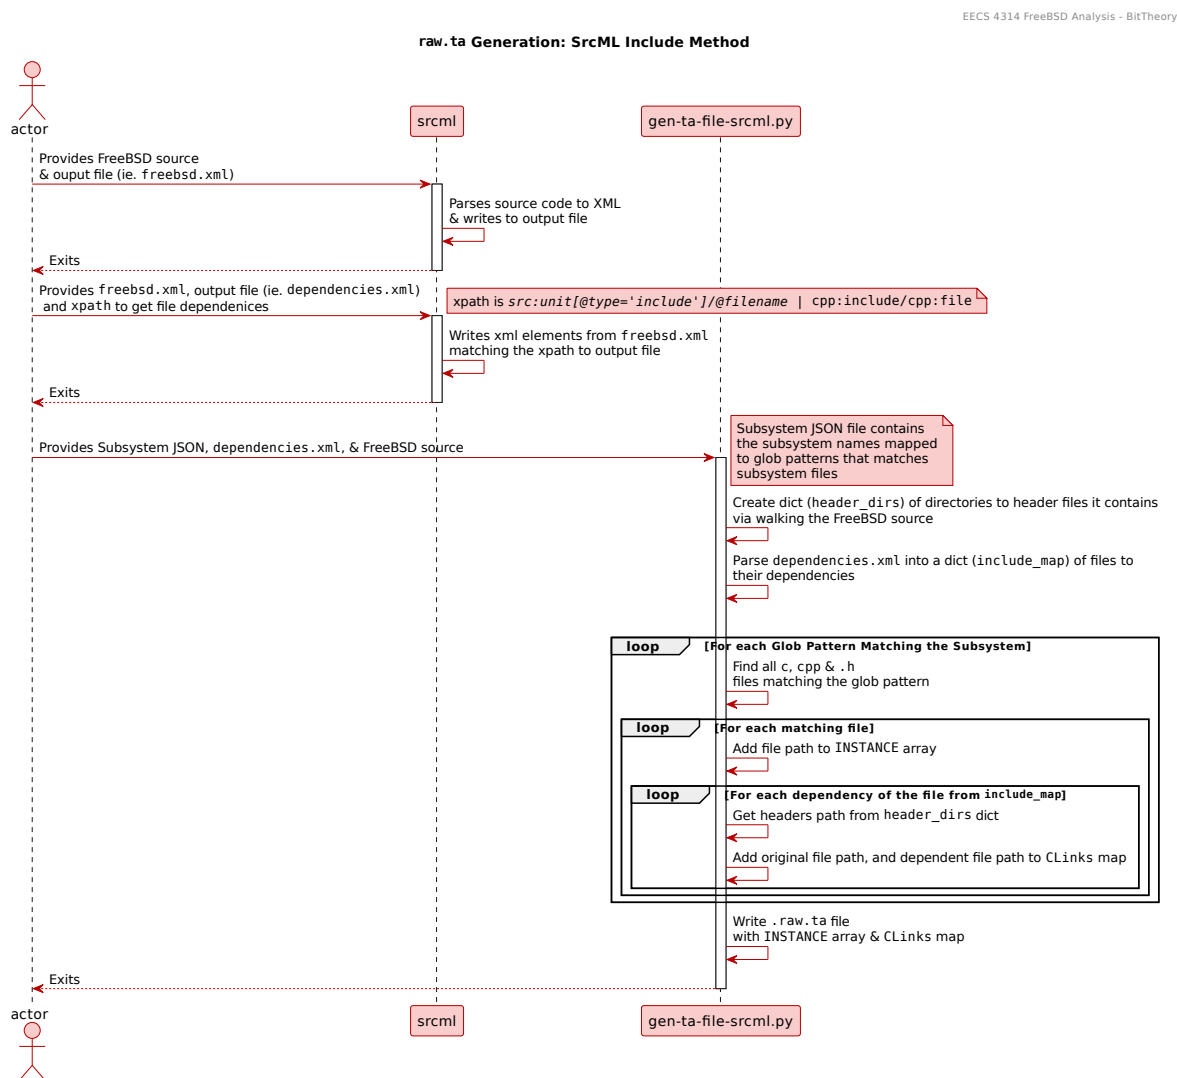 EECS 4314 FreeBSD Analysis - BitTheory
raw.ta Generation: SrcML Include Method
actor
srcml
gen-ta-file-srcml.py
Provides FreeBSD source
& ouput file (ie. freebsd.xml)
Parses source code to XML
& writes to output file
Exits
Provides freebsd.xml, output file (ie. dependencies.xml)
and xpath to get file dependenices
xpath is src:unit[@type='include']/@filename | cpp:include/cpp:file
Writes xml elements from freebsd.xml
matching the xpath to output file
Exits
Provides Subsystem JSON, dependencies.xml, & FreeBSD source
Subsystem JSON file contains
the subsystem names mapped
to glob patterns that matches
subsystem files
Create dict (header_dirs) of directories to header files it contains
via walking the FreeBSD source
Parse dependencies.xml into a dict (include_map) of files to
their dependencies
loop [For each Glob Pattern Matching the Subsystem]
Find all c, cpp & .h
files matching the glob pattern
loop [For each matching file]
Add file path to INSTANCE array
loop [For each dependency of the file from include_map]
Get headers path from header_dirs dict
Add original file path, and dependent file path to CLinks map
Write .raw.ta file
with INSTANCE array & CLinks map
Exits
actor
srcml
gen-ta-file-srcml.py